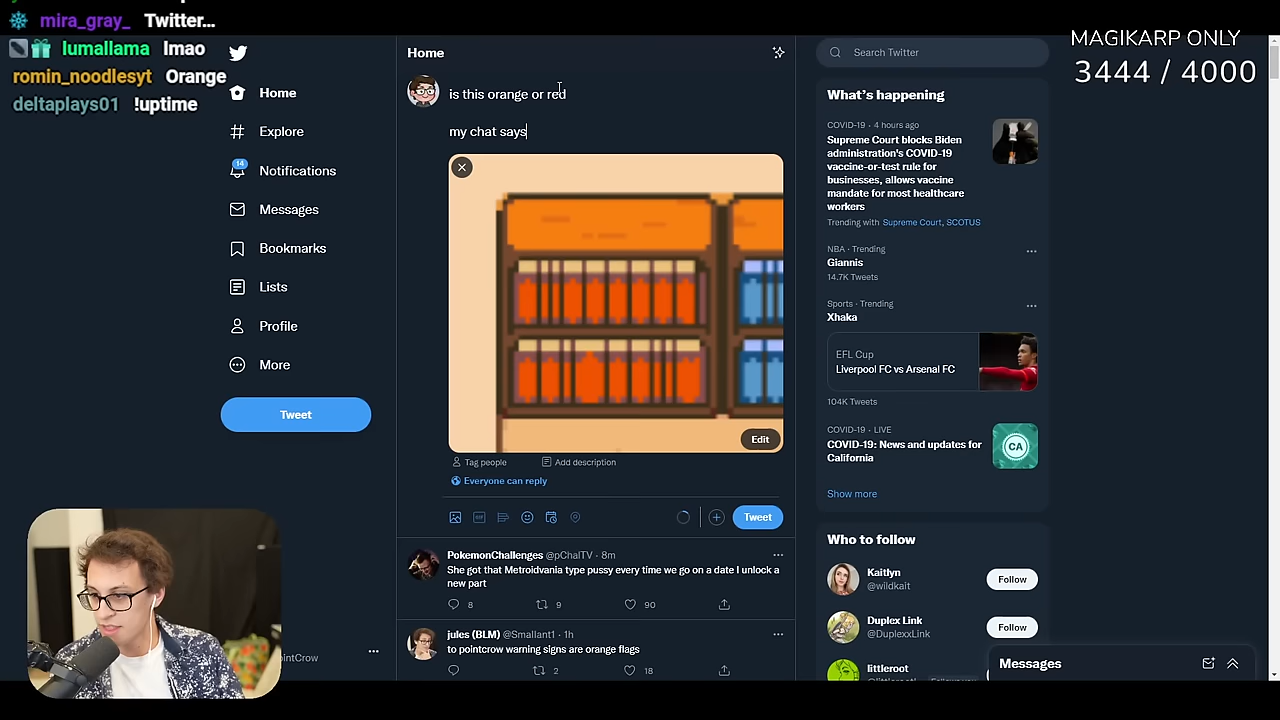 mira_gray_ Twitter...
lumallama lmao
romin_noodlesyt Orange
deltaplays01 !uptime
Home
Explore
14
Notifications
Messages
Bookmarks
Lists
Profile
More
Tweet
intCrow
Home
is this orange or red
my chat says
Edit
Tag people
Add description
Everyone can reply
GIF
Tweet
PokemonChallenges @pChalTV · 8m
She got that Metroidvania type pussy every time we go on a date I unlock a
new part
8
9
90
jules (BLM) @Smallant1 · 1h
to pointcrow warning signs are orange flags
2
18
MAGIKARP ONLY
3444 / 4000
Search Twitter
What's happening
COVID-19 · 4 hours ago
Supreme Court blocks Biden
administration's COVID-19
vaccine-or-test rule for
businesses, allows vaccine
mandate for most healthcare
workers
Trending with Supreme Court, SCOTUS
NBA · Trending
Giannis
14.7K Tweets
Sports · Trending
Xhaka
EFL Cup
Liverpool FC vs Arsenal FC
104K Tweets
COVID-19 · LIVE
COVID-19: News and updates for
California
CA
Show more
Who to follow
Kaitlyn
@wildkait
Follow
Duplex Link
@DuplexxLink
Follow
littleroot
Messages